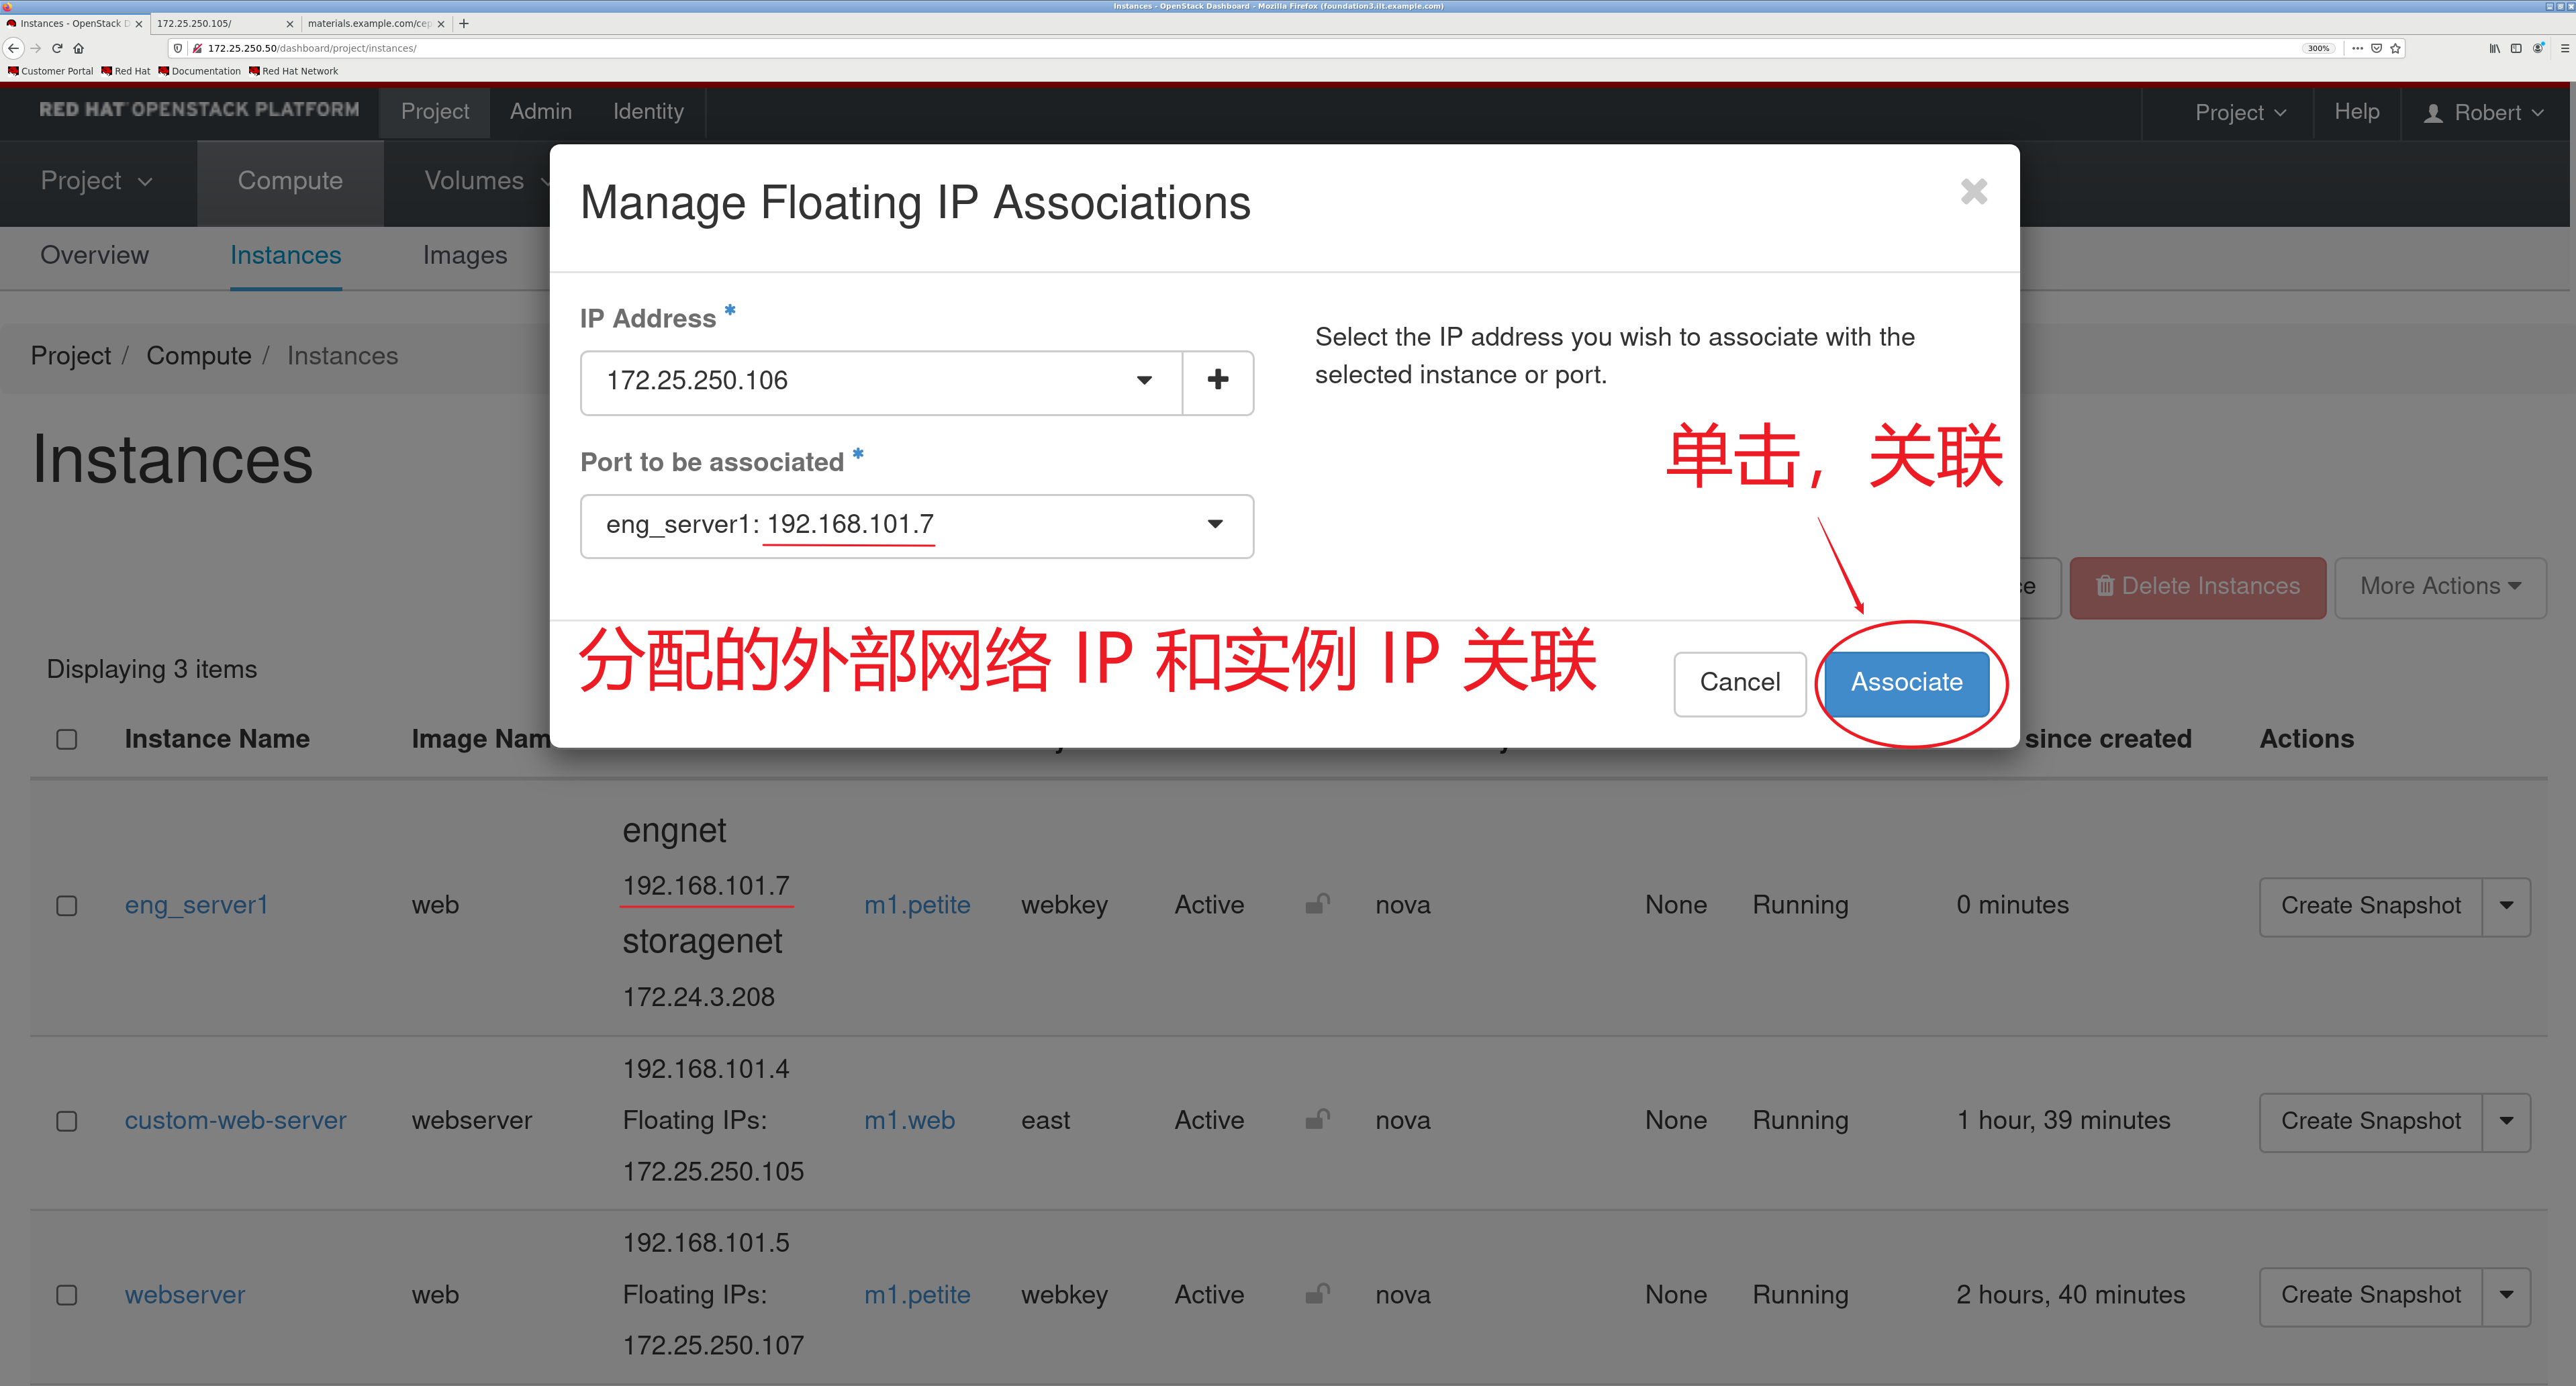 Instances - OpenStack Dashboard - Mozilla Firefox (foundation3.ilt.example.com)
Instances - OpenStack D
172.25.250.105/
materials.example.com/cep
172.25.250.50/dashboard/project/instances/
300%
Customer Portal
Red Hat
Documentation
Red Hat Network
RED HAT OPENSTACK PLATFORM
Project
Admin
Identity
Project
Help
Robert
Project
Compute
Volumes
Overview
Instances
Images
Project / Compute / Instances
Instances
Manage Floating IP Associations
IP Address *
172.25.250.106
Port to be associated *
eng_server1: 192.168.101.7
Select the IP address you wish to associate with the
selected instance or port.
单击，关联
分配的外部网络 IP 和实例 IP 关联
Cancel
Associate
Delete Instances
More Actions
Displaying 3 items
Instance Name
Image Nam
since created
Actions
eng_server1
web
engnet
192.168.101.7
storagenet
172.24.3.208
m1.petite
webkey
Active
nova
None
Running
0 minutes
Create Snapshot
custom-web-server
webserver
192.168.101.4
Floating IPs:
172.25.250.105
m1.web
east
Active
nova
None
Running
1 hour, 39 minutes
Create Snapshot
webserver
web
192.168.101.5
Floating IPs:
172.25.250.107
m1.petite
webkey
Active
nova
None
Running
2 hours, 40 minutes
Create Snapshot